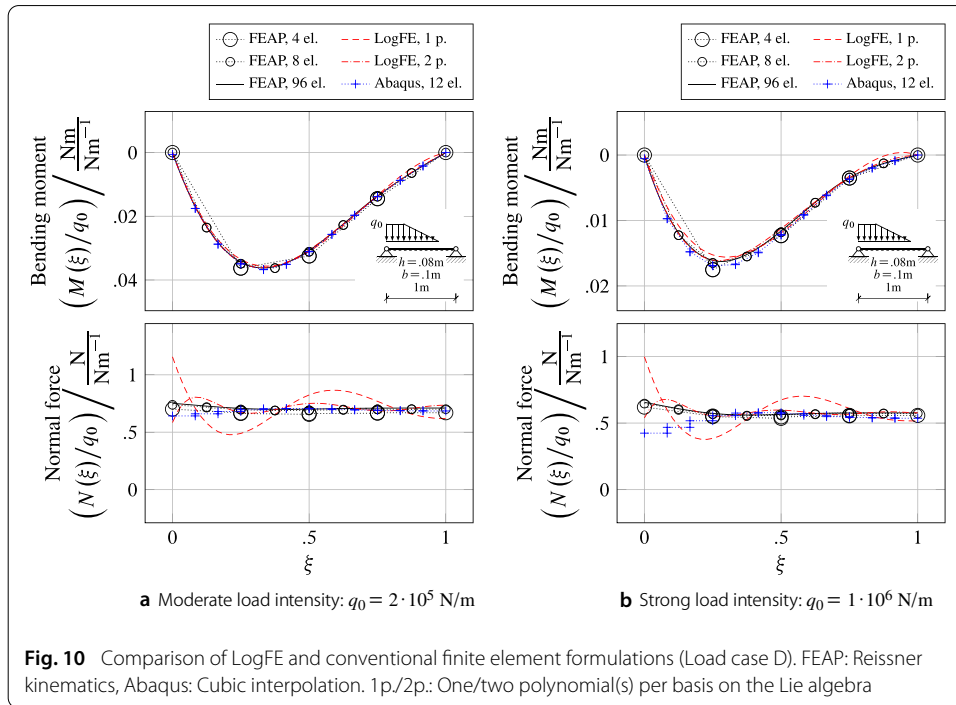 FEAP, 4 el. LogFE, 1 p.
FEAP, 8 el. LogFE, 2 p.
FEAP, 96 el. Abaqus, 12 el.
FEAP, 4 el. LogFE, 1 p.
FEAP, 8 el. LogFE, 2 p.
FEAP, 96 el. Abaqus, 12 el.
Bending moment
(M(ξ)/q₀) / Nm/Nm⁻¹
0
.02
.04
q₀
h=.08m
b=.1m
1m
Normal force
(N(ξ)/q₀) / N/Nm⁻¹
1
.5
0
0 .5 1
ξ
Bending moment
(M(ξ)/q₀) / Nm/Nm⁻¹
0
.01
.02
q₀
h=.08m
b=.1m
1m
Normal force
(N(ξ)/q₀) / N/Nm⁻¹
1
.5
0
0 .5 1
ξ
a Moderate load intensity: q₀ = 2·10⁵ N/m
b Strong load intensity: q₀ = 1·10⁶ N/m
Fig. 10 Comparison of LogFE and conventional finite element formulations (Load case D). FEAP: Reissner
kinematics, Abaqus: Cubic interpolation. 1p./2p.: One/two polynomial(s) per basis on the Lie algebra